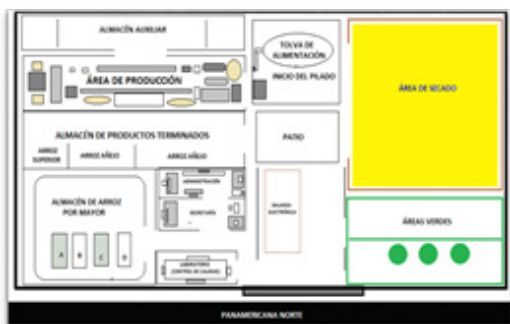 ALMACÉN AUXILIAR
TOLVA DE
ALIMENTACIÓN
INICIO DEL PILADO
ÁREA DE PRODUCCIÓN
ÁREA DE SECADO
ALMACÉN DE PRODUCTOS TERMINADOS
ARROZ
SUPERIOR
ARROZ AÑEJO
ARROZ AÑEJO
PATIO
ADMINISTRACIÓN
ALMACÉN DE ARROZ
POR MAYOR
SECRETARÍA
ELECTRÓNICA
ÁREAS VERDES
A
B
C
D
LABORATORIO
(CONTROL DE CALIDAD)
PANAMERICANA NORTE